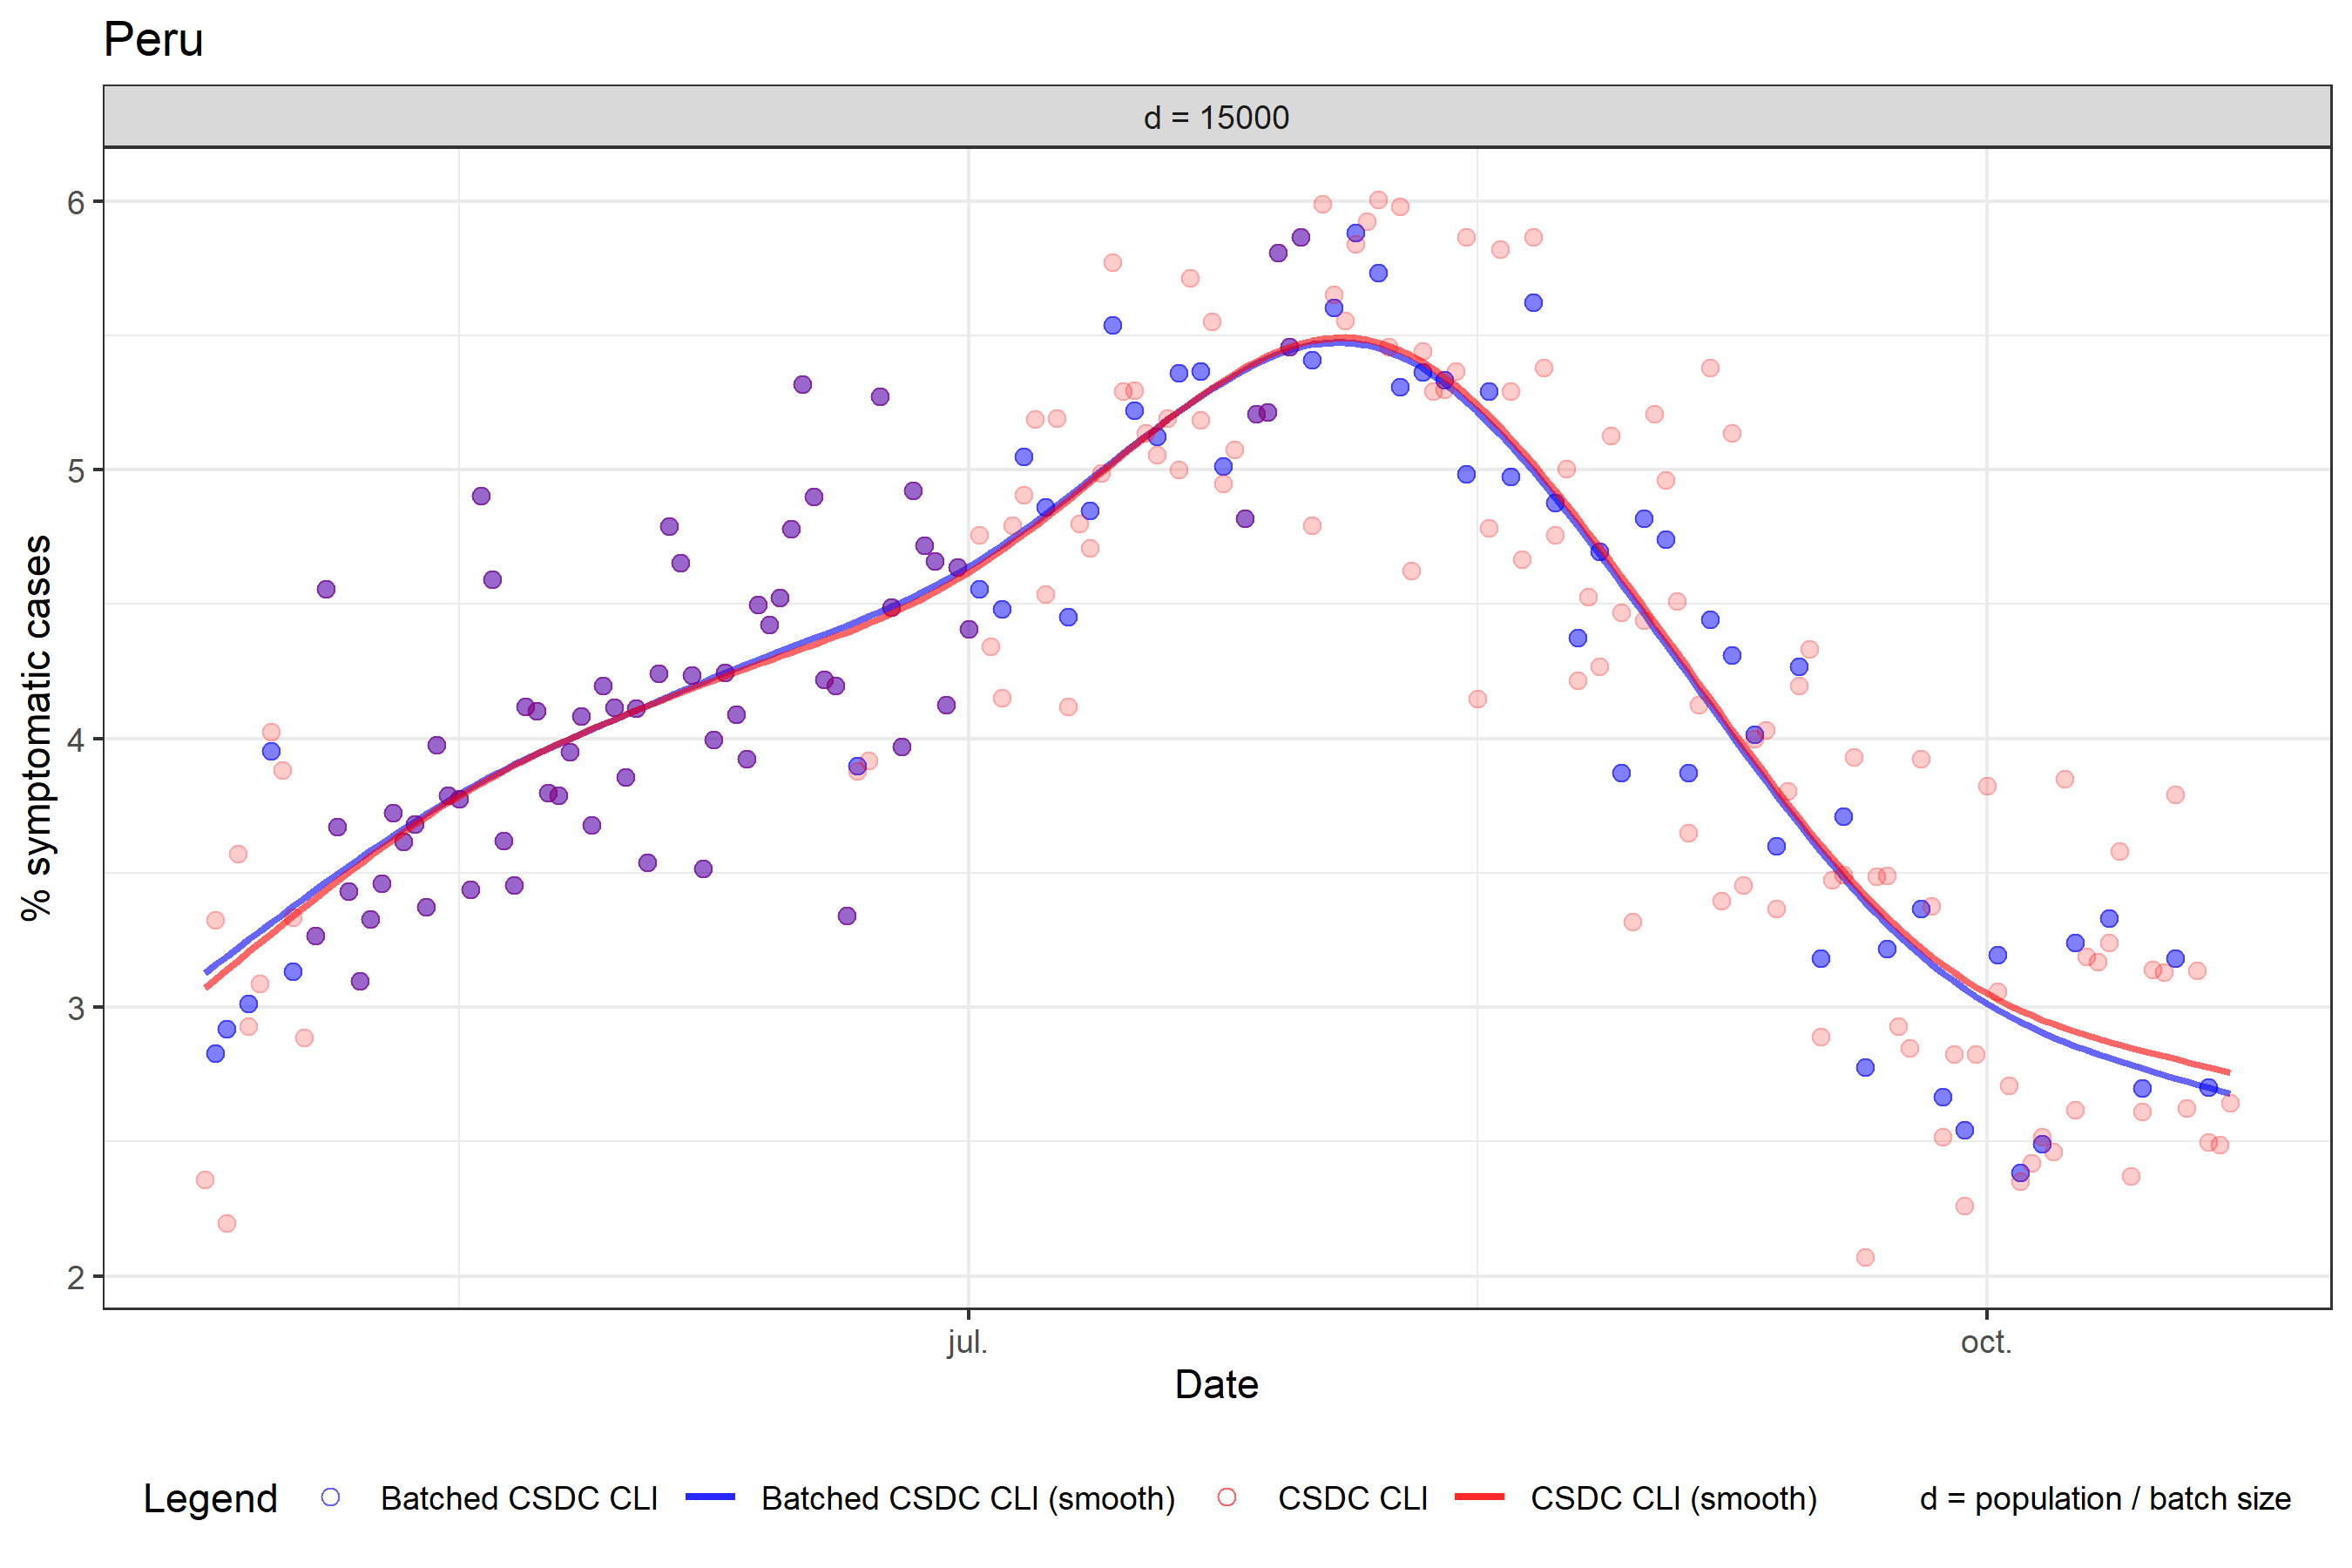 Peru
d = 15000
% symptomatic cases
6
5
4
3
2
jul.
oct.
Date
Legend
Batched CSDC CLI
Batched CSDC CLI (smooth)
CSDC CLI
CSDC CLI (smooth)
d = population / batch size